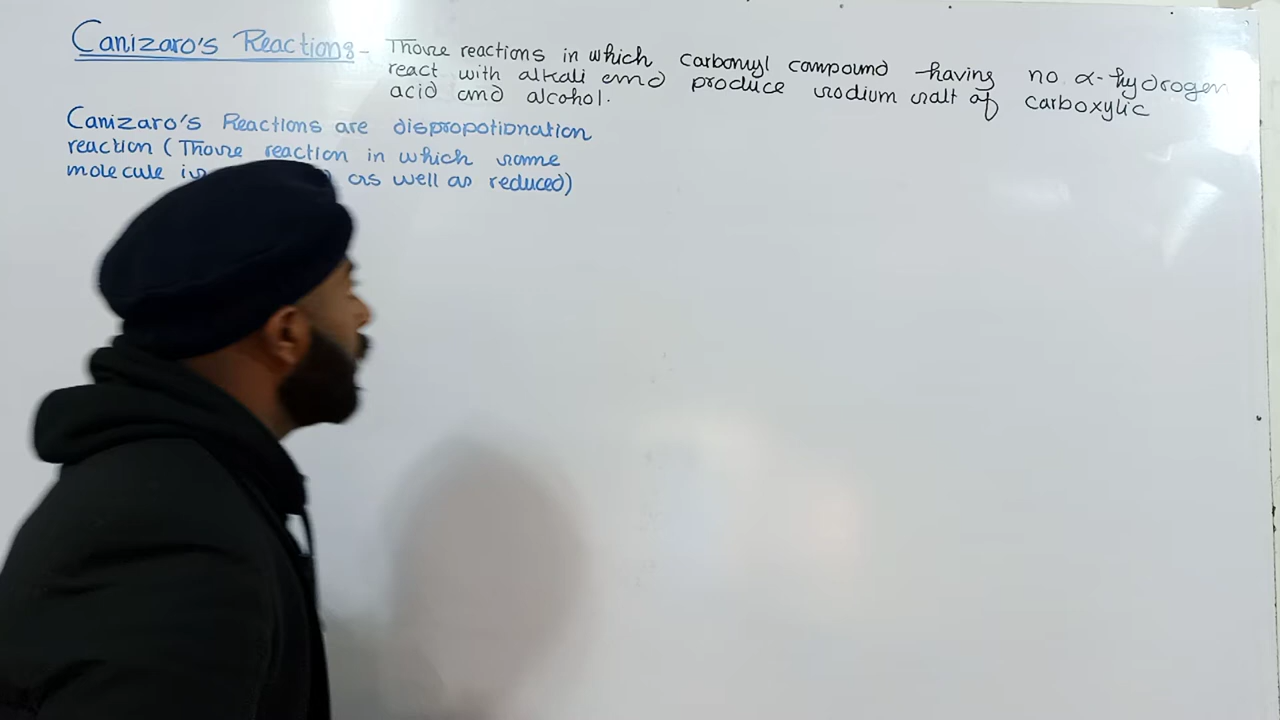 Canizaro's Reactions - Those reactions in which carbonyl compound having no α-hydrogen
react with alkali and produce sodium salt of carboxylic
acid and alcohol.
Canizaro's Reactions are dispropotionation
reaction (Those reaction in which same
molecule is as well as reduced)